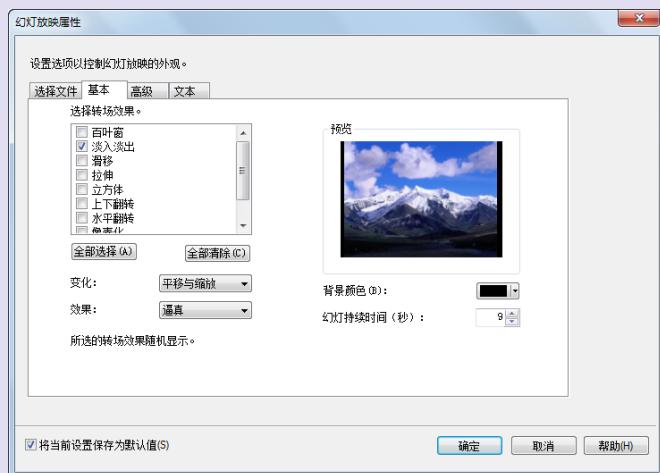 幻灯放映属性
设置选项以控制幻灯放映的外观。
选择文件 基本 高级 文本
选择转场效果。
百叶窗
淡入淡出
滑移
拉伸
立方体
上下翻转
水平翻转
像素化
全部选择(A) 全部清除(C)
变化: 平移与缩放
效果: 逼真
所选的转场效果随机显示。
预览
背景颜色(B):
幻灯持续时间（秒）: 9
将当前设置保存为默认值(S)
确定 取消 帮助(H)